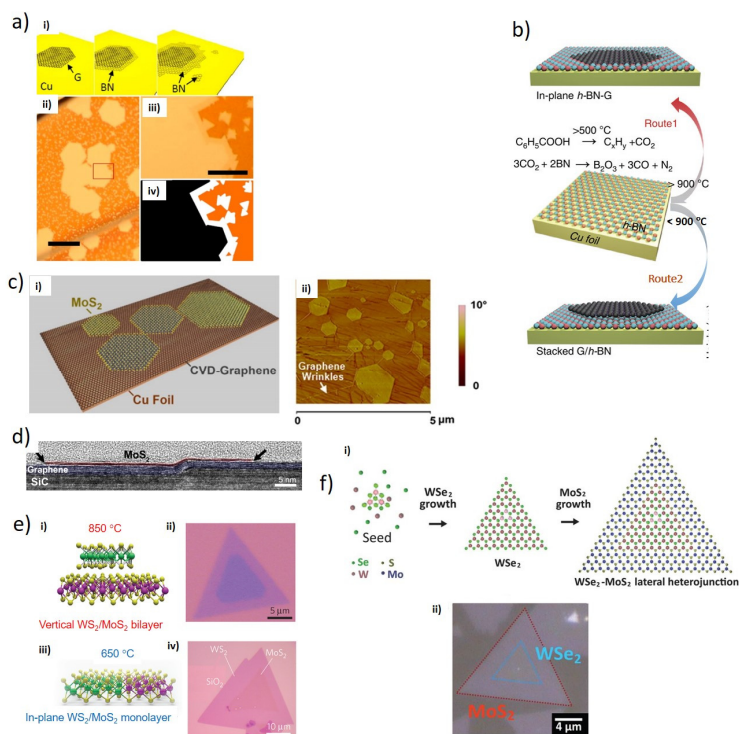 a)
i)
Cu
G
BN
BN
ii)
iii)
iv)
b)
In-plane h-BN-G
Route1
>500 °C
C6H5COOH → CxHy +CO2
3CO2 + 2BN → B2O3 + 3CO + N2
> 900 °C
< 900 °C
h-BN
Cu foil
Route2
Stacked G/h-BN
c)
i)
MoS2
CVD-Graphene
Cu Foil
ii)
Graphene
Wrinkles
10°
0
0
5 µm
d)
MoS2
Graphene
SiC
5 nm
e)
i)
850 °C
Vertical WS2/MoS2 bilayer
ii)
5 µm
iii)
650 °C
In-plane WS2/MoS2 monolayer
iv)
WS2
MoS2
SiO2
10 µm
f)
i)
Seed
Se
S
W
Mo
WSe2
growth
WSe2
MoS2
growth
WSe2-MoS2 lateral heterojunction
ii)
WSe2
MoS2
4 µm